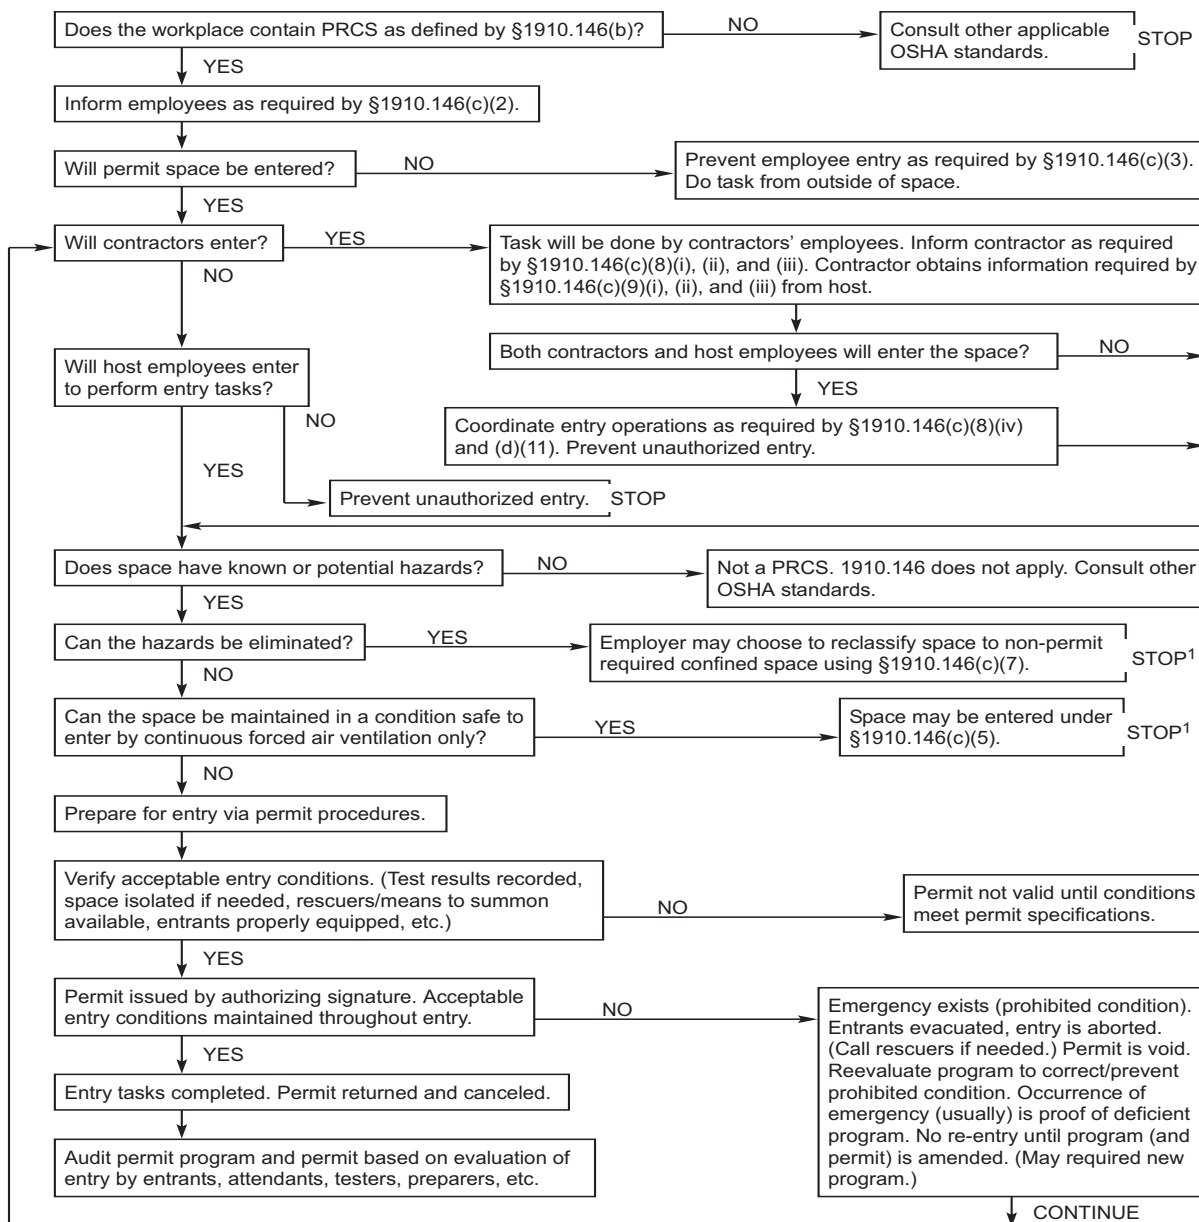 Does the workplace contain PRCS as defined by §1910.146(b)?
NO
Consult other applicable
OSHA standards.
STOP
YES
Inform employees as required by §1910.146(c)(2).
Will permit space be entered?
NO
Prevent employee entry as required by §1910.146(c)(3).
Do task from outside of space.
YES
Will contractors enter?
YES
Task will be done by contractors' employees. Inform contractor as required
by §1910.146(c)(8)(i), (ii), and (iii). Contractor obtains information required by
§1910.146(c)(9)(i), (ii), and (iii) from host.
NO
Both contractors and host employees will enter the space?
NO
YES
Will host employees enter
to perform entry tasks?
NO
Coordinate entry operations as required by §1910.146(c)(8)(iv)
and (d)(11). Prevent unauthorized entry.
YES
Prevent unauthorized entry.
STOP
Does space have known or potential hazards?
NO
Not a PRCS. 1910.146 does not apply. Consult other
OSHA standards.
YES
Can the hazards be eliminated?
YES
Employer may choose to reclassify space to non-permit
required confined space using §1910.146(c)(7).
STOP1
NO
Can the space be maintained in a condition safe to
enter by continuous forced air ventilation only?
YES
Space may be entered under
§1910.146(c)(5).
STOP1
NO
Prepare for entry via permit procedures.
Verify acceptable entry conditions. (Test results recorded,
space isolated if needed, rescuers/means to summon
available, entrants properly equipped, etc.)
NO
Permit not valid until conditions
meet permit specifications.
YES
Permit issued by authorizing signature. Acceptable
entry conditions maintained throughout entry.
NO
Emergency exists (prohibited condition).
Entrants evacuated, entry is aborted.
(Call rescuers if needed.) Permit is void.
Reevaluate program to correct/prevent
prohibited condition. Occurrence of
emergency (usually) is proof of deficient
program. No re-entry until program (and
permit) is amended. (May required new
program.)
YES
Entry tasks completed. Permit returned and canceled.
Audit permit program and permit based on evaluation of
entry by entrants, attendants, testers, preparers, etc.
CONTINUE